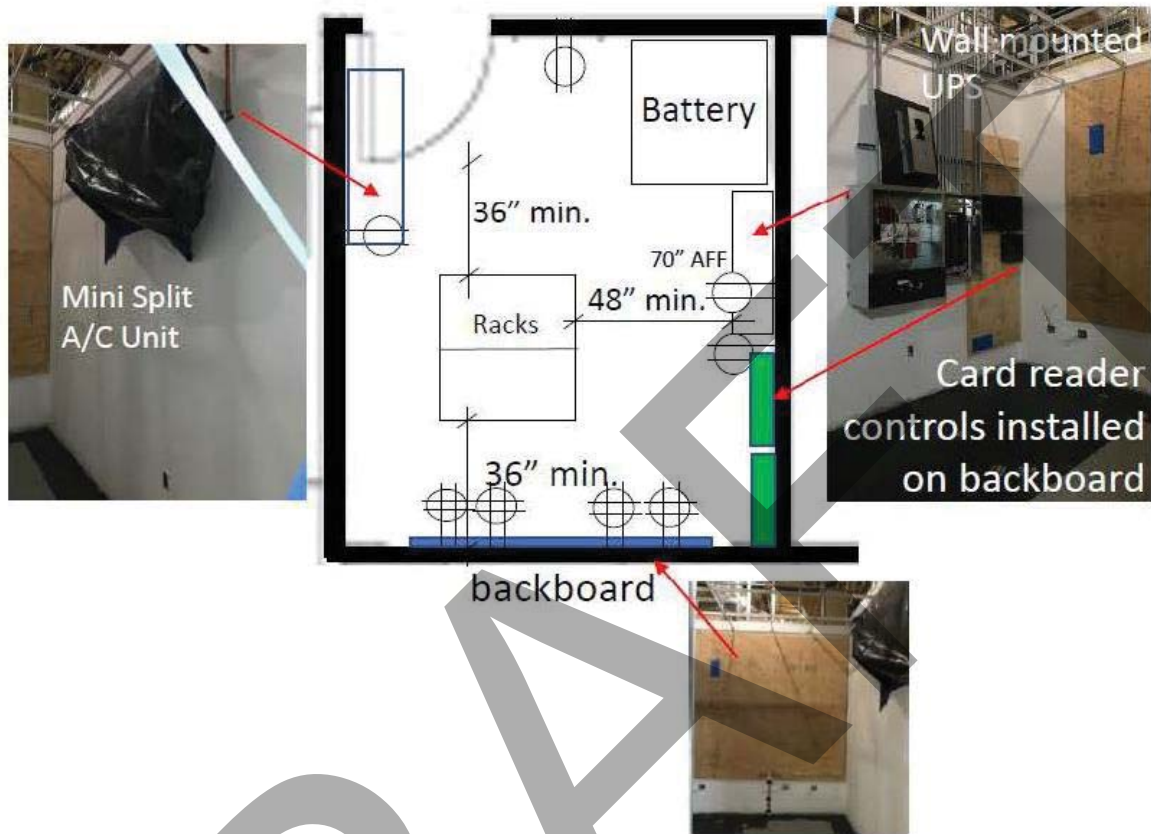 Wall mounted
UPS
Battery
36” min.
70” AFF
48” min.
Racks
Mini Split
A/C Unit
Card reader
controls installed
on backboard
36” min.
backboard
DRAFT